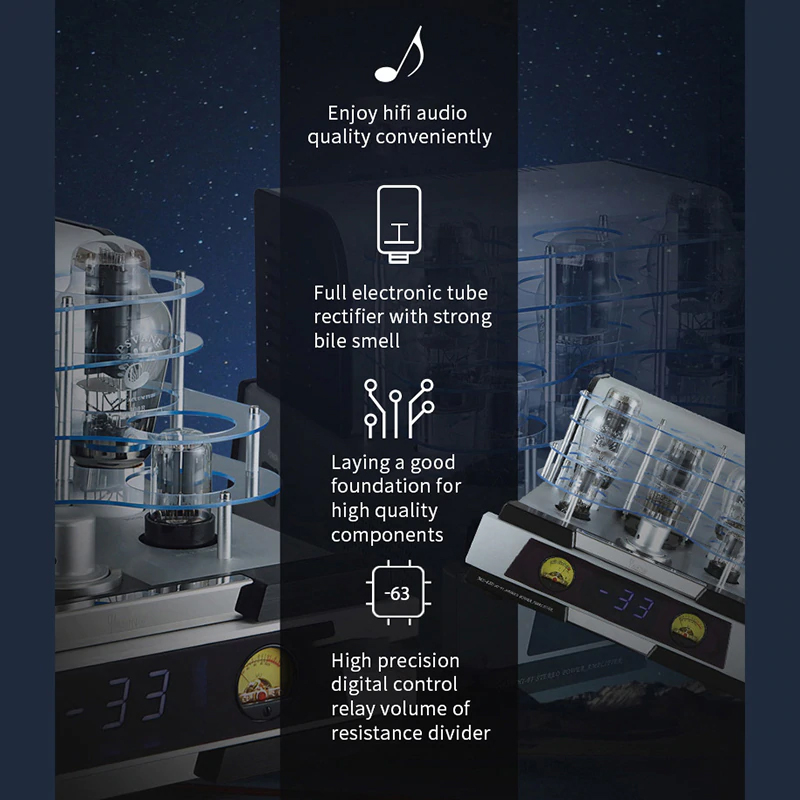 Enjoy hifi audio
quality conveniently
Full electronic tube
rectifier with strong
bile smell
Laying a good
foundation for
high quality
components
-63
High precision
digital control
relay volume of
resistance divider
-33
-33